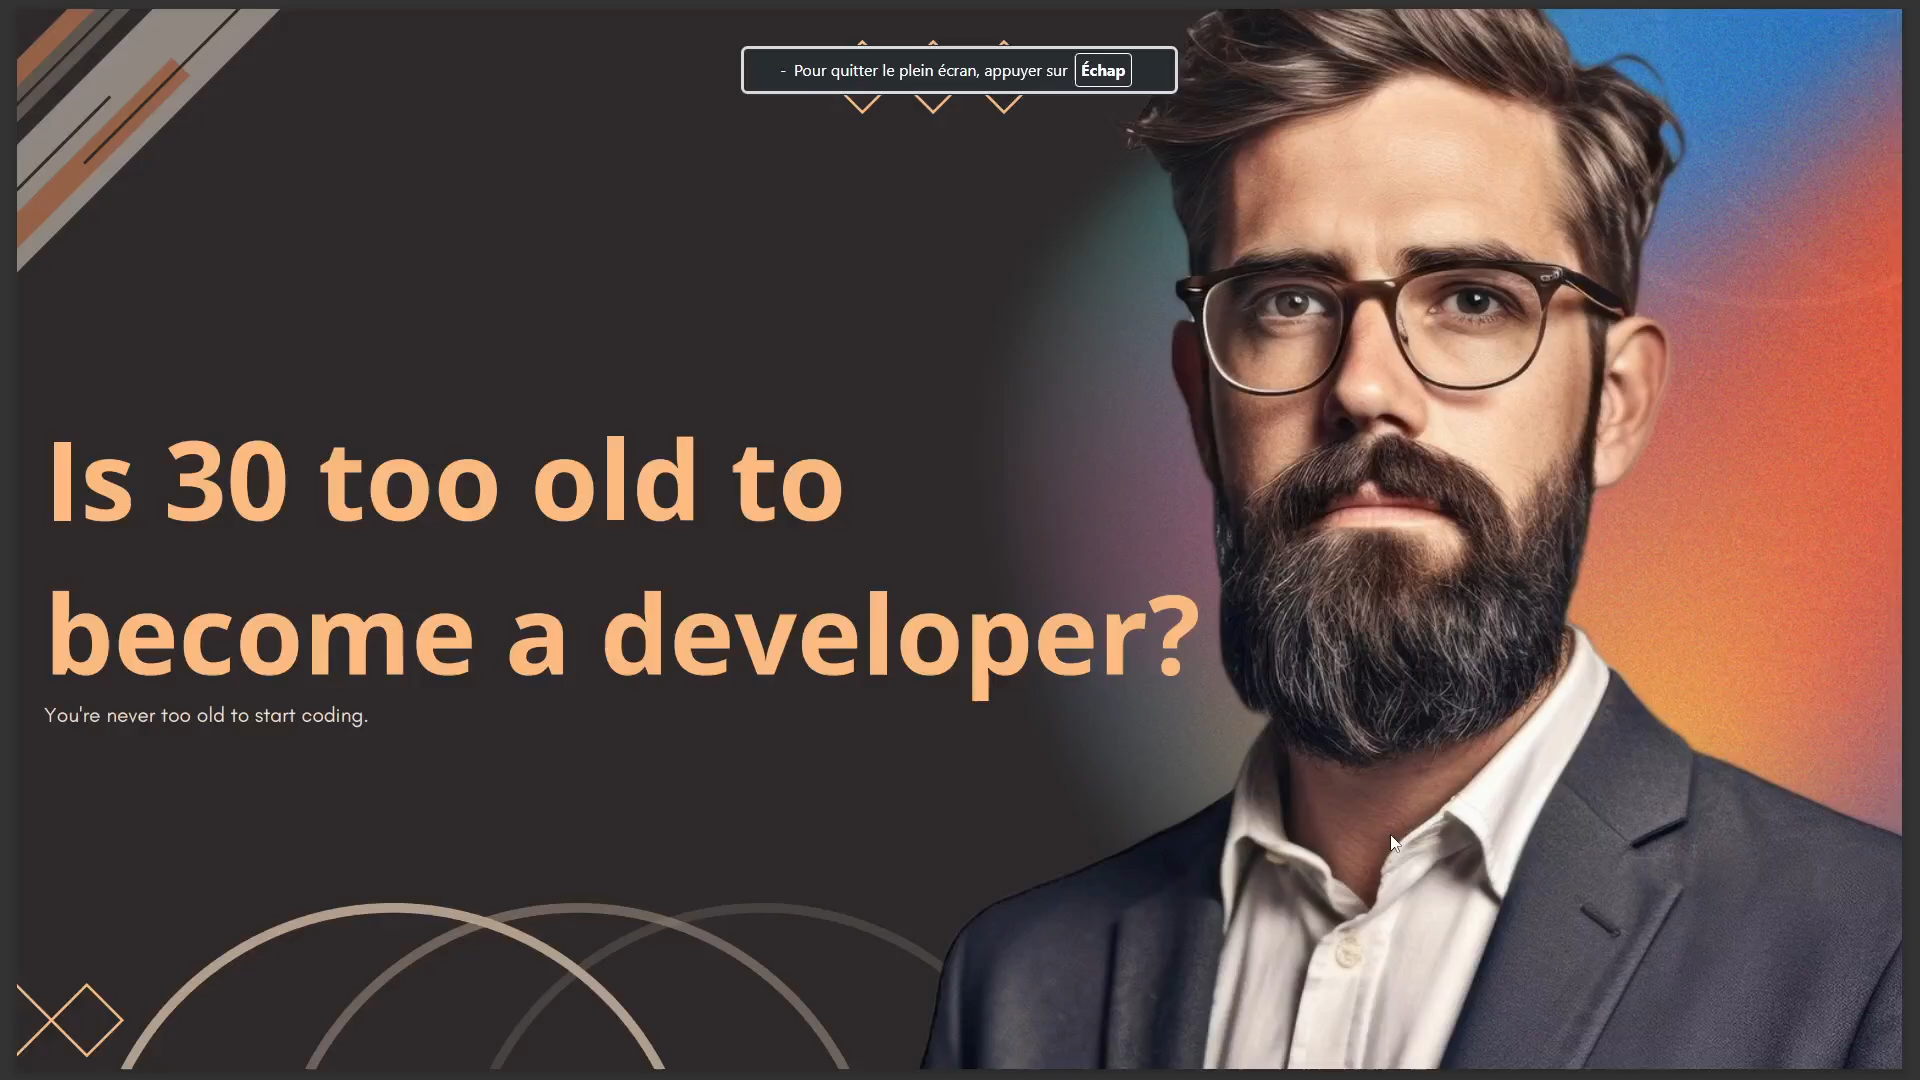 - Pour quitter le plein écran, appuyer sur Échap
Is 30 too old to
become a developer?
You're never too old to start coding.